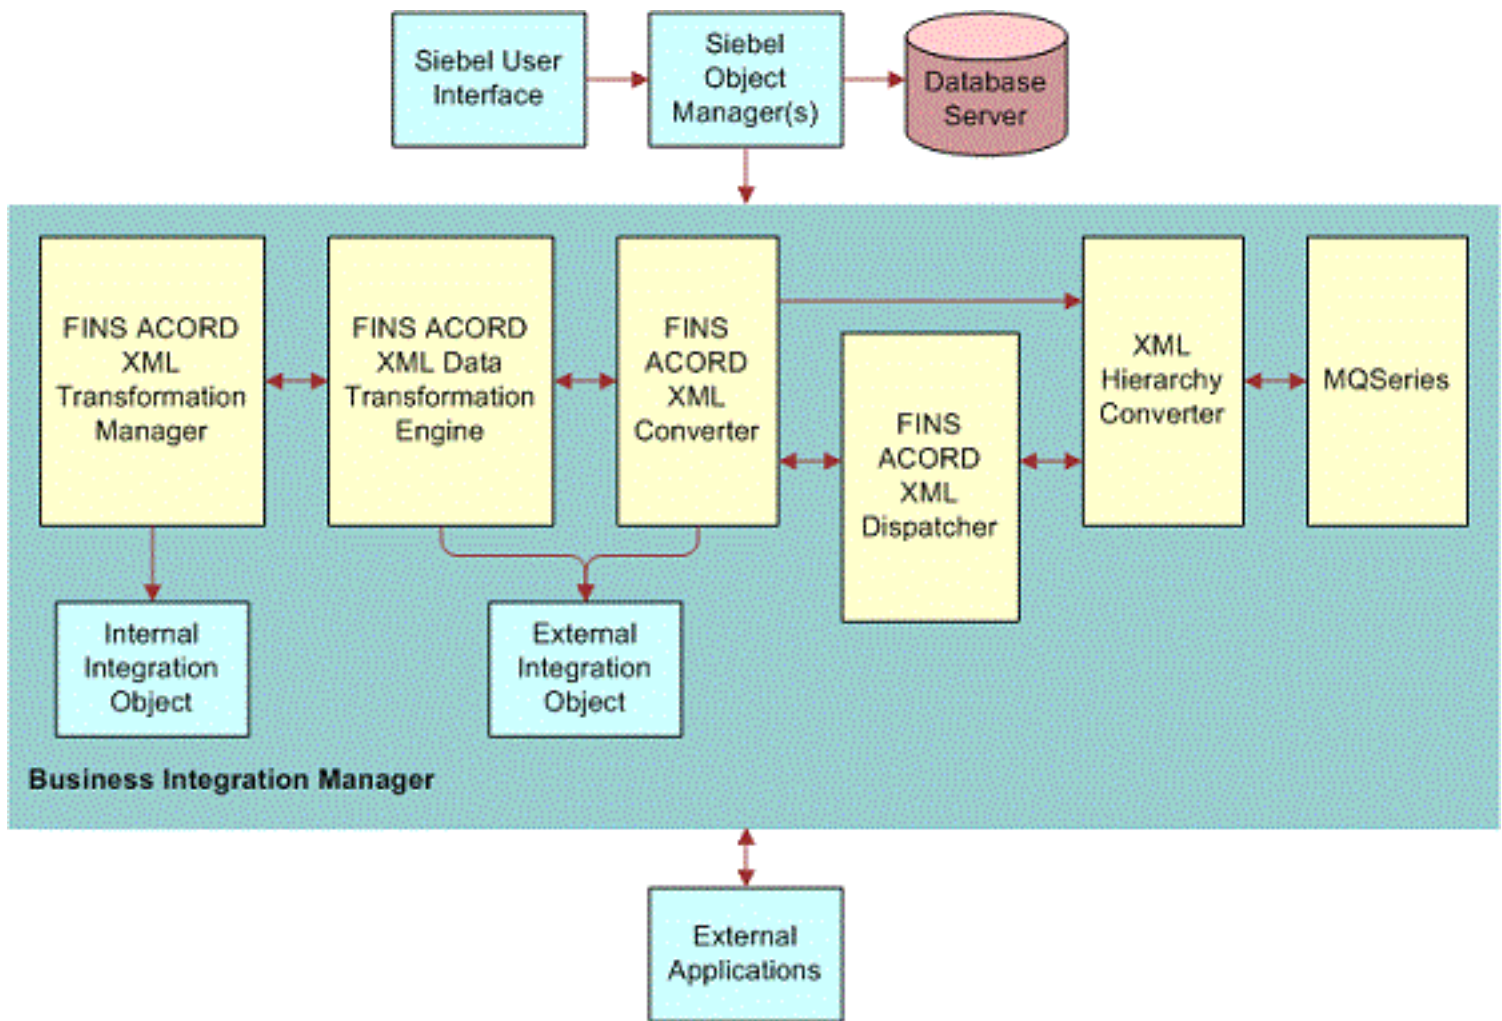 Siebel User
Interface
Siebel
Object
Manager(s)
Database
Server
FINS ACORD
XML
Transformation
Manager
FINS ACORD
XML Data
Transformation
Engine
FINS
ACORD
XML
Converter
FINS
ACORD
XML
Dispatcher
XML
Hierarchy
Converter
MQSeries
Internal
Integration
Object
External
Integration
Object
Business Integration Manager
External
Applications